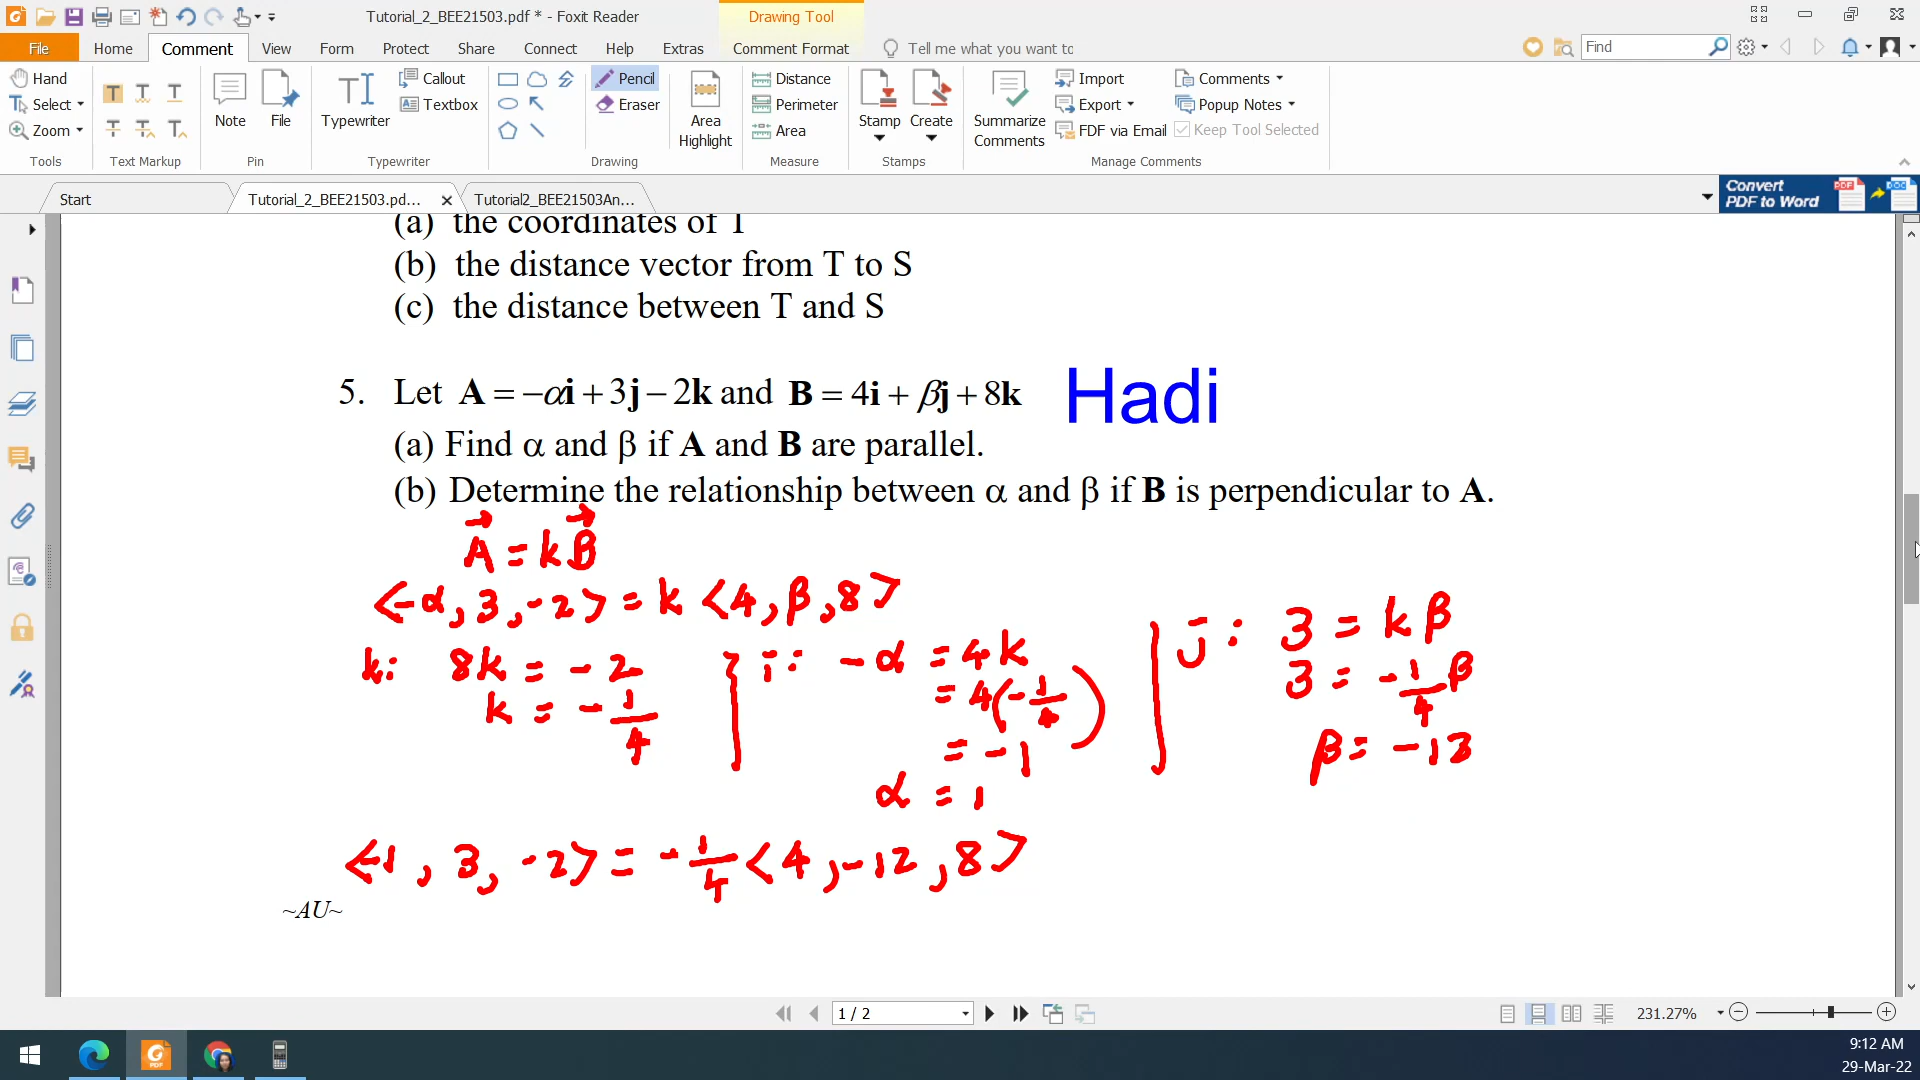 Tutorial_2_BEE21503.pdf * - Foxit Reader
Drawing Tool
File Home Comment View Form Protect Share Connect Help Extras Comment Format Tell me what you want to
Find
Hand
Select
Zoom
Tools
Text Markup
Note
File
Pin
Typewriter
Callout
Textbox
Typewriter
Pencil
Eraser
Drawing
Area
Highlight
Distance
Perimeter
Area
Measure
Stamp
Create
Stamps
Summarize
Comments
Import
Export
FDF via Email
Comments
Popup Notes
Keep Tool Selected
Manage Comments
Start
Tutorial_2_BEE21503.pd...
Tutorial2_BEE21503An...
Convert
PDF to Word
(a) the coordinates of T
(b) the distance vector from T to S
(c) the distance between T and S
5. Let A = −αi + 3j − 2k and B = 4i + βj + 8k
Hadi
(a) Find α and β if A and B are parallel.
(b) Determine the relationship between α and β if B is perpendicular to A.
A = kB
<-α, 3, -2> = k <4, β, 8>
k: 8k = -2
k = -1/4
i: -α = 4k
= 4(-1/4)
= -1
α = 1
j: 3 = kβ
3 = -1/4 β
β = -12
<-1, 3, -2> = -1/4 <4, -12, 8>
~AU~
1 / 2
231.27%
9:12 AM
29-Mar-22